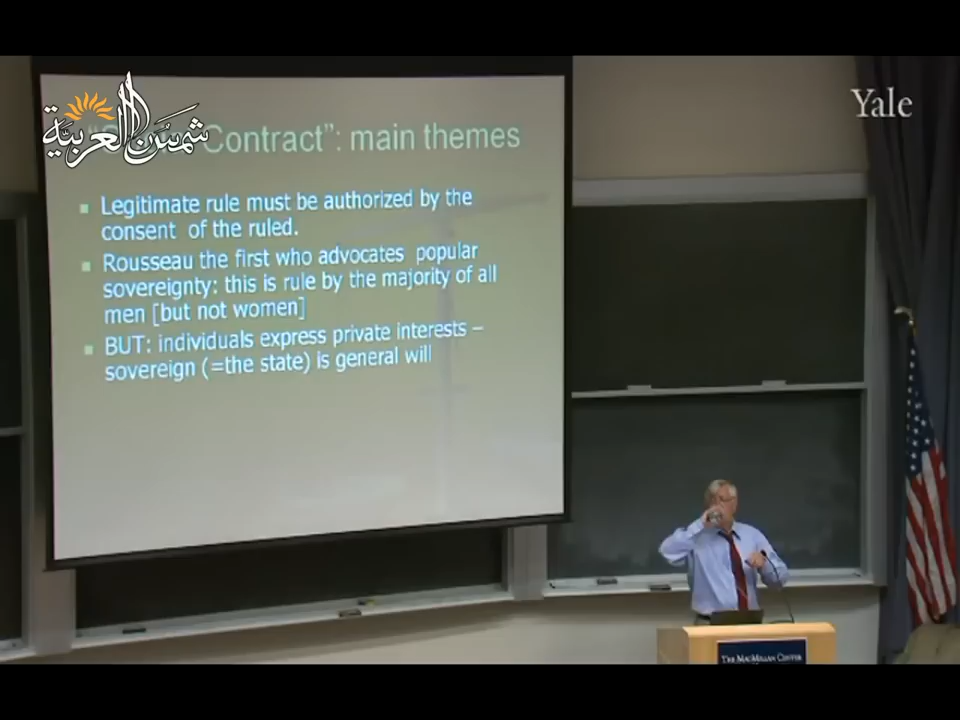 شمس العربية
Yale
Contract": main themes
Legitimate rule must be authorized by the
consent of the ruled.
Rousseau the first who advocates popular
sovereignty: this is rule by the majority of all
men [but not women]
BUT: individuals express private interests –
sovereign (=the state) is general will
THE MACMILLAN CENTER